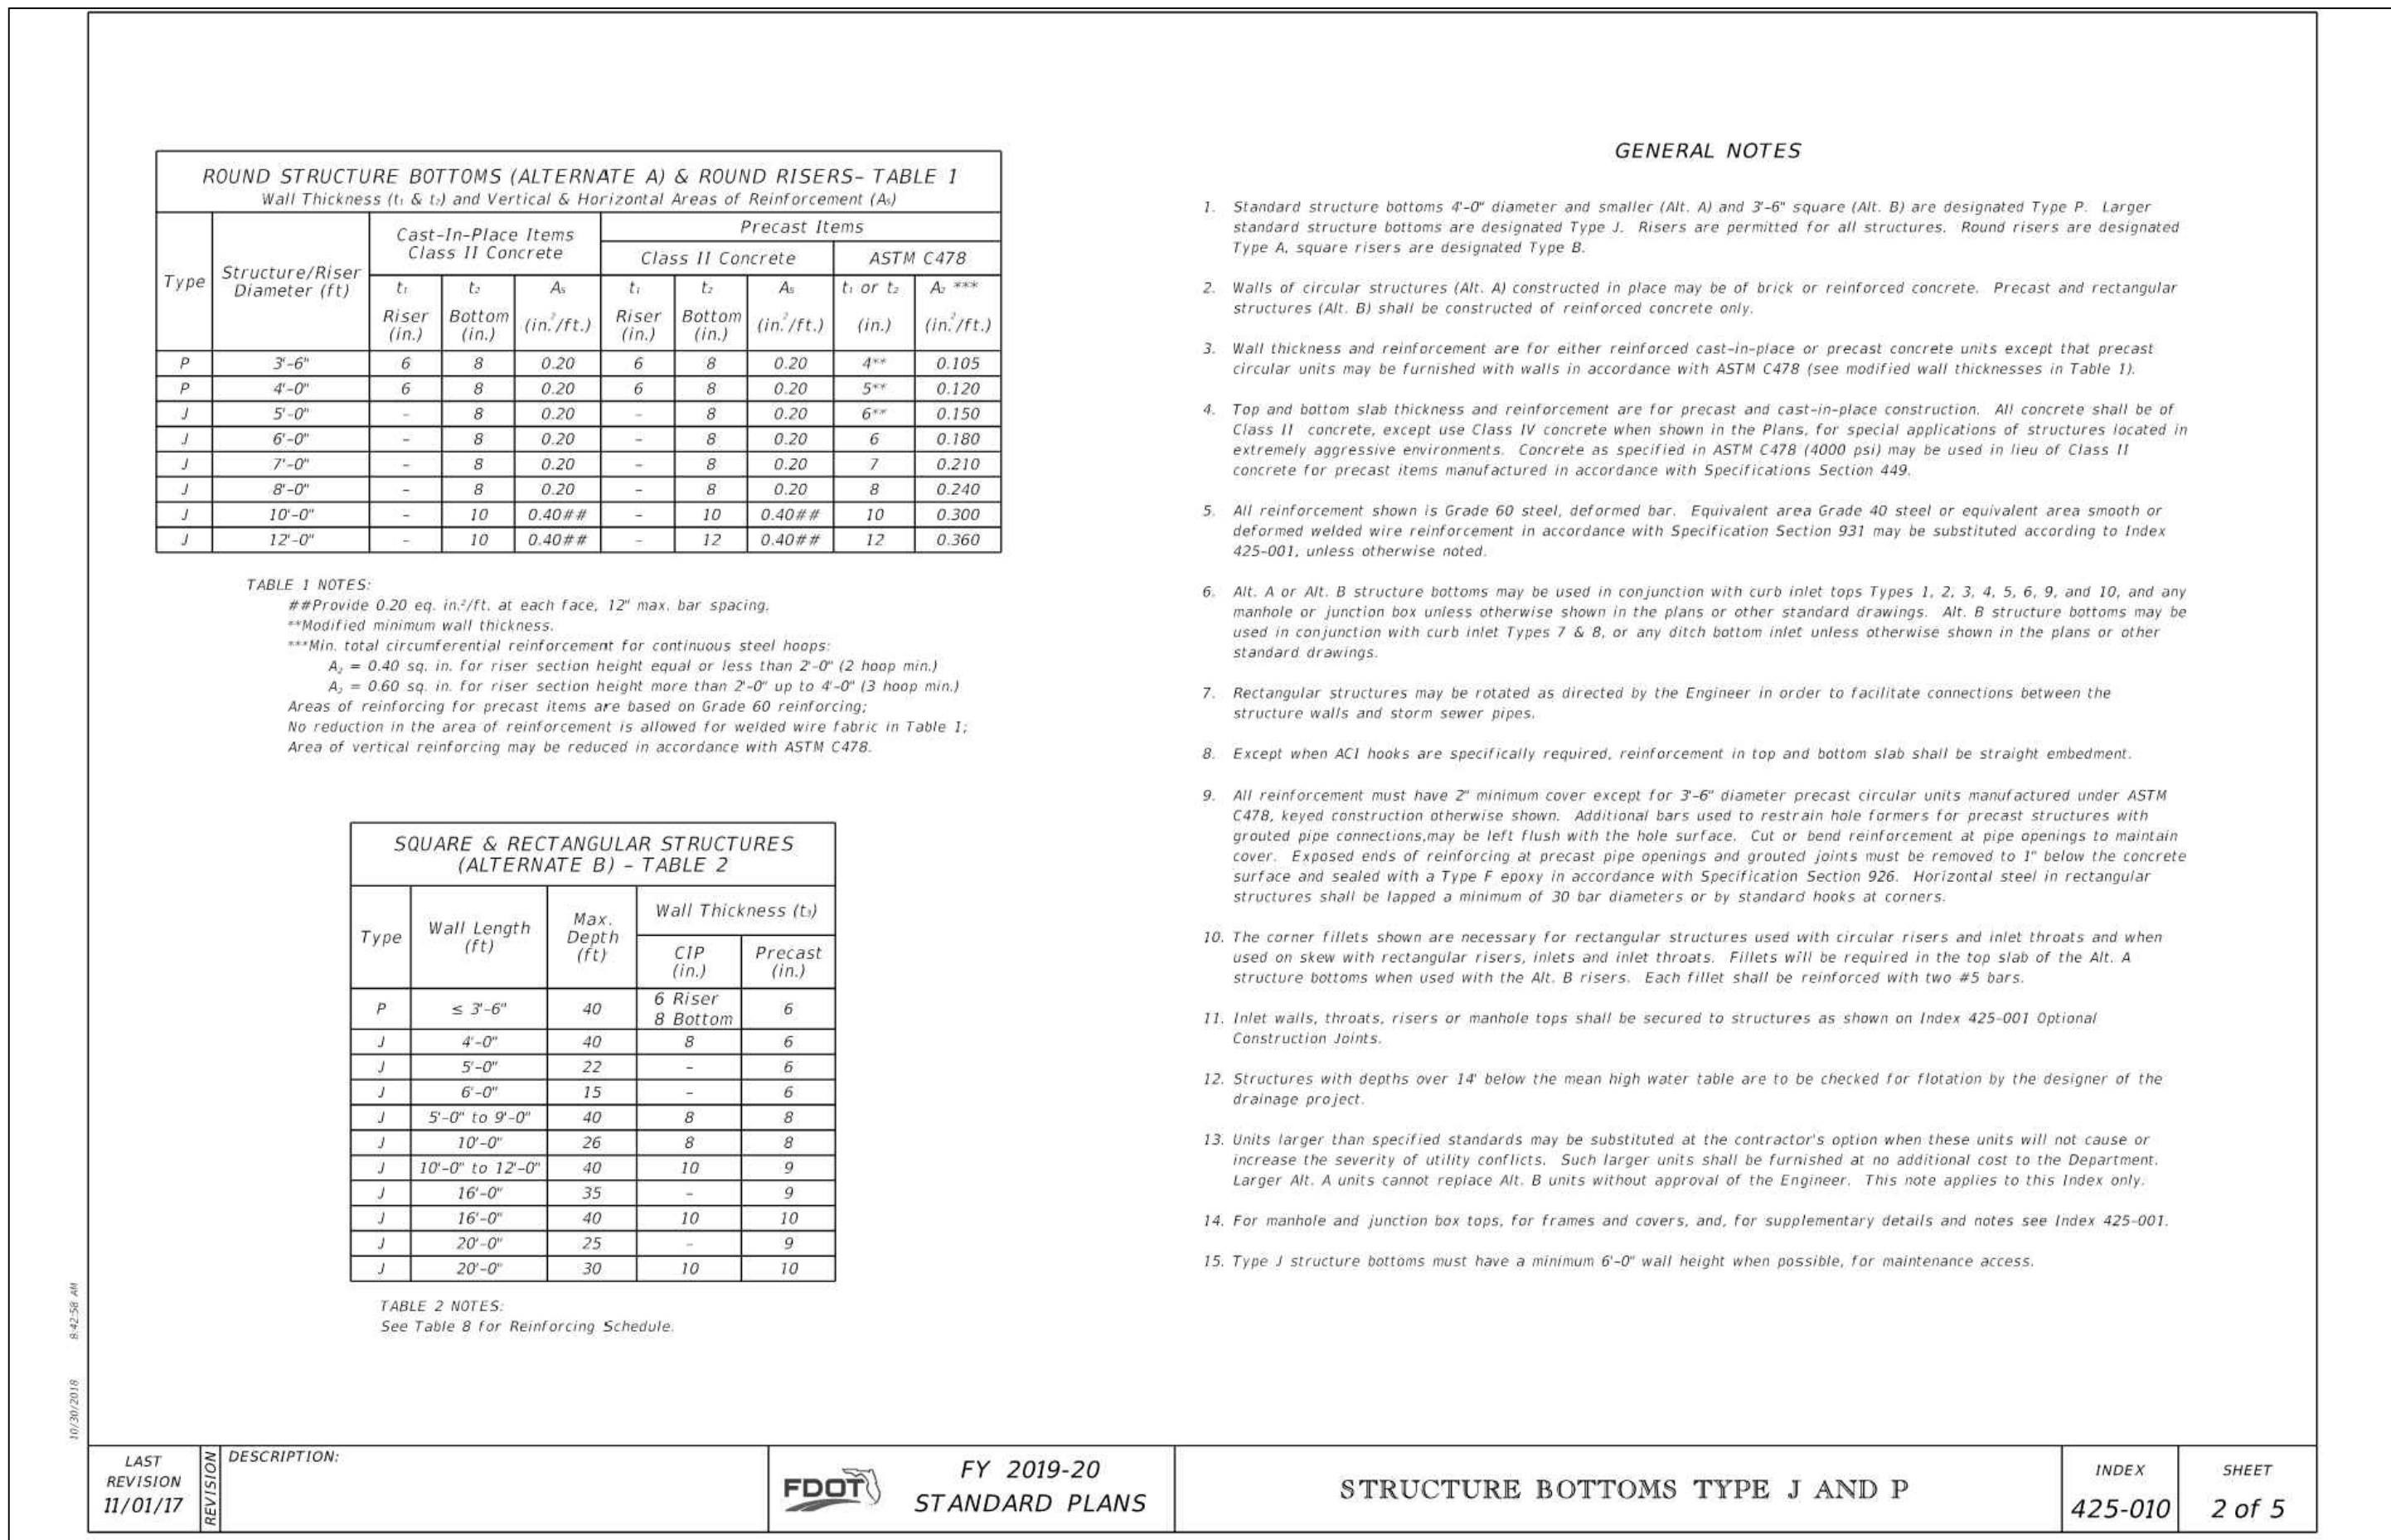 ROUND STRUCTURE BOTTOMS (ALTERNATE A) & ROUND RISERS– TABLE 1
Wall Thickness (t₁ & t₂) and Vertical & Horizontal Areas of Reinforcement (Aₛ)
Type Structure/Riser Diameter (ft) Cast–In–Place Items Class II Concrete Precast Items
Class II Concrete ASTM C478
t₁ t₂ Aₛ t₁ t₂ Aₛ t₁ or t₂ A₂ ***
Riser (in.) Bottom (in.) (in.²/ft.) Riser (in.) Bottom (in.) (in.²/ft.) (in.) (in.²/ft.)
P 3'–6" 6 8 0.20 6 8 0.20 4** 0.105
P 4'–0" 6 8 0.20 6 8 0.20 5** 0.120
J 5'–0" – 8 0.20 – 8 0.20 6** 0.150
J 6'–0" – 8 0.20 – 8 0.20 6 0.180
J 7'–0" – 8 0.20 – 8 0.20 7 0.210
J 8'–0" – 8 0.20 – 8 0.20 8 0.240
J 10'–0" – 10 0.40## – 10 0.40## 10 0.300
J 12'–0" – 10 0.40## – 12 0.40## 12 0.360
TABLE 1 NOTES:
##Provide 0.20 eq. in.²/ft. at each face, 12" max. bar spacing.
**Modified minimum wall thickness.
***Min. total circumferential reinforcement for continuous steel hoops:
A₂ = 0.40 sq. in. for riser section height equal or less than 2'–0" (2 hoop min.)
A₂ = 0.60 sq. in. for riser section height more than 2'–0" up to 4'–0" (3 hoop min.)
Areas of reinforcing for precast items are based on Grade 60 reinforcing;
No reduction in the area of reinforcement is allowed for welded wire fabric in Table 1;
Area of vertical reinforcing may be reduced in accordance with ASTM C478.
SQUARE & RECTANGULAR STRUCTURES
(ALTERNATE B) – TABLE 2
Type Wall Length (ft) Max. Depth (ft) Wall Thickness (t₃)
CIP (in.) Precast (in.)
P ≤ 3'–6" 40 6 Riser 8 Bottom 6
J 4'–0" 40 8 6
J 5'–0" 22 – 6
J 6'–0" 15 – 6
J 5'–0" to 9'–0" 40 8 8
J 10'–0" 26 8 8
J 10'–0" to 12'–0" 40 10 9
J 16'–0" 35 – 9
J 16'–0" 40 10 10
J 20'–0" 25 – 9
J 20'–0" 30 10 10
TABLE 2 NOTES:
See Table 8 for Reinforcing Schedule.
GENERAL NOTES
1. Standard structure bottoms 4'–0" diameter and smaller (Alt. A) and 3'–6" square (Alt. B) are designated Type P. Larger
standard structure bottoms are designated Type J. Risers are permitted for all structures. Round risers are designated
Type A, square risers are designated Type B.
2. Walls of circular structures (Alt. A) constructed in place may be of brick or reinforced concrete. Precast and rectangular
structures (Alt. B) shall be constructed of reinforced concrete only.
3. Wall thickness and reinforcement are for either reinforced cast–in–place or precast concrete units except that precast
circular units may be furnished with walls in accordance with ASTM C478 (see modified wall thicknesses in Table 1).
4. Top and bottom slab thickness and reinforcement are for precast and cast–in–place construction. All concrete shall be of
Class II concrete, except use Class IV concrete when shown in the Plans, for special applications of structures located in
extremely aggressive environments. Concrete as specified in ASTM C478 (4000 psi) may be used in lieu of Class II
concrete for precast items manufactured in accordance with Specifications Section 449.
5. All reinforcement shown is Grade 60 steel, deformed bar. Equivalent area Grade 40 steel or equivalent area smooth or
deformed welded wire reinforcement in accordance with Specification Section 931 may be substituted according to Index
425–001, unless otherwise noted.
6. Alt. A or Alt. B structure bottoms may be used in conjunction with curb inlet tops Types 1, 2, 3, 4, 5, 6, 9, and 10, and any
manhole or junction box unless otherwise shown in the plans or other standard drawings. Alt. B structure bottoms may be
used in conjunction with curb inlet Types 7 & 8, or any ditch bottom inlet unless otherwise shown in the plans or other
standard drawings.
7. Rectangular structures may be rotated as directed by the Engineer in order to facilitate connections between the
structure walls and storm sewer pipes.
8. Except when ACI hooks are specifically required, reinforcement in top and bottom slab shall be straight embedment.
9. All reinforcement must have 2" minimum cover except for 3'–6" diameter precast circular units manufactured under ASTM
C478, keyed construction otherwise shown. Additional bars used to restrain hole formers for precast structures with
grouted pipe connections,may be left flush with the hole surface. Cut or bend reinforcement at pipe openings to maintain
cover. Exposed ends of reinforcing at precast pipe openings and grouted joints must be removed to 1" below the concrete
surface and sealed with a Type F epoxy in accordance with Specification Section 926. Horizontal steel in rectangular
structures shall be lapped a minimum of 30 bar diameters or by standard hooks at corners.
10. The corner fillets shown are necessary for rectangular structures used with circular risers and inlet throats and when
used on skew with rectangular risers, inlets and inlet throats. Fillets will be required in the top slab of the Alt. A
structure bottoms when used with the Alt. B risers. Each fillet shall be reinforced with two #5 bars.
11. Inlet walls, throats, risers or manhole tops shall be secured to structures as shown on Index 425–001 Optional
Construction Joints.
12. Structures with depths over 14' below the mean high water table are to be checked for flotation by the designer of the
drainage project.
13. Units larger than specified standards may be substituted at the contractor's option when these units will not cause or
increase the severity of utility conflicts. Such larger units shall be furnished at no additional cost to the Department.
Larger Alt. A units cannot replace Alt. B units without approval of the Engineer. This note applies to this Index only.
14. For manhole and junction box tops, for frames and covers, and, for supplementary details and notes see Index 425–001.
15. Type J structure bottoms must have a minimum 6'–0" wall height when possible, for maintenance access.
10/30/2018 8:42:58 AM
LAST
REVISION
11/01/17
REVISION
DESCRIPTION:
FDOT
FY 2019-20
STANDARD PLANS
STRUCTURE BOTTOMS TYPE J AND P
INDEX
425-010
SHEET
2 of 5